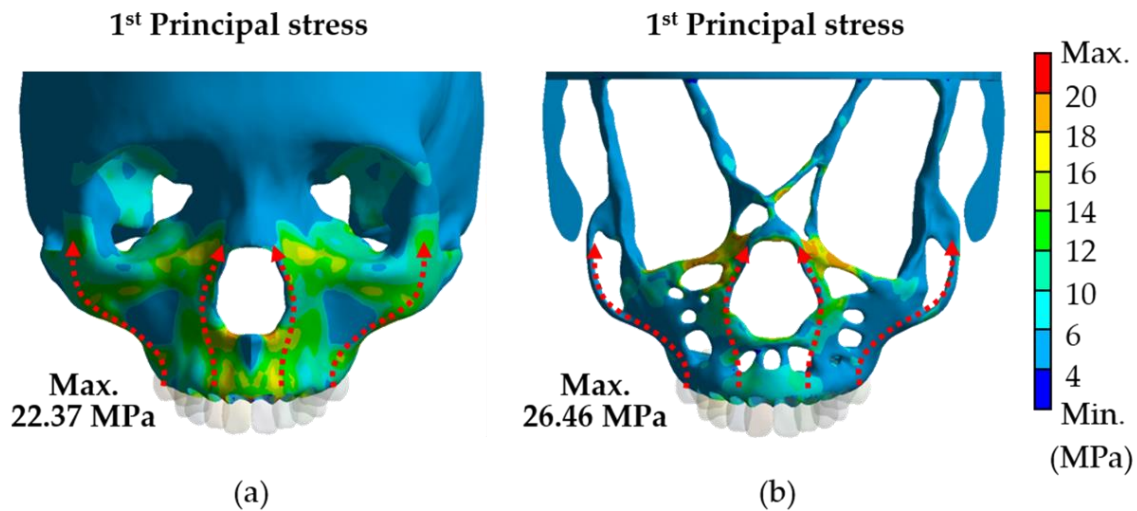 1st Principal stress
1st Principal stress
Max.
20
18
16
14
12
10
6
4
Min.
(MPa)
Max.
22.37 MPa
Max.
26.46 MPa
(a)
(b)